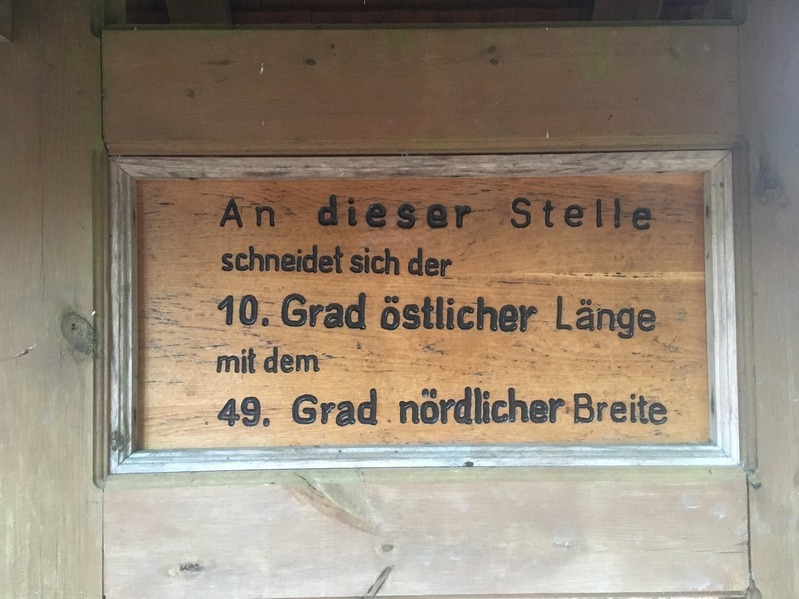 An dieser Stelle
schneidet sich der
10. Grad östlicher Länge
mit dem
49. Grad nördlicher Breite